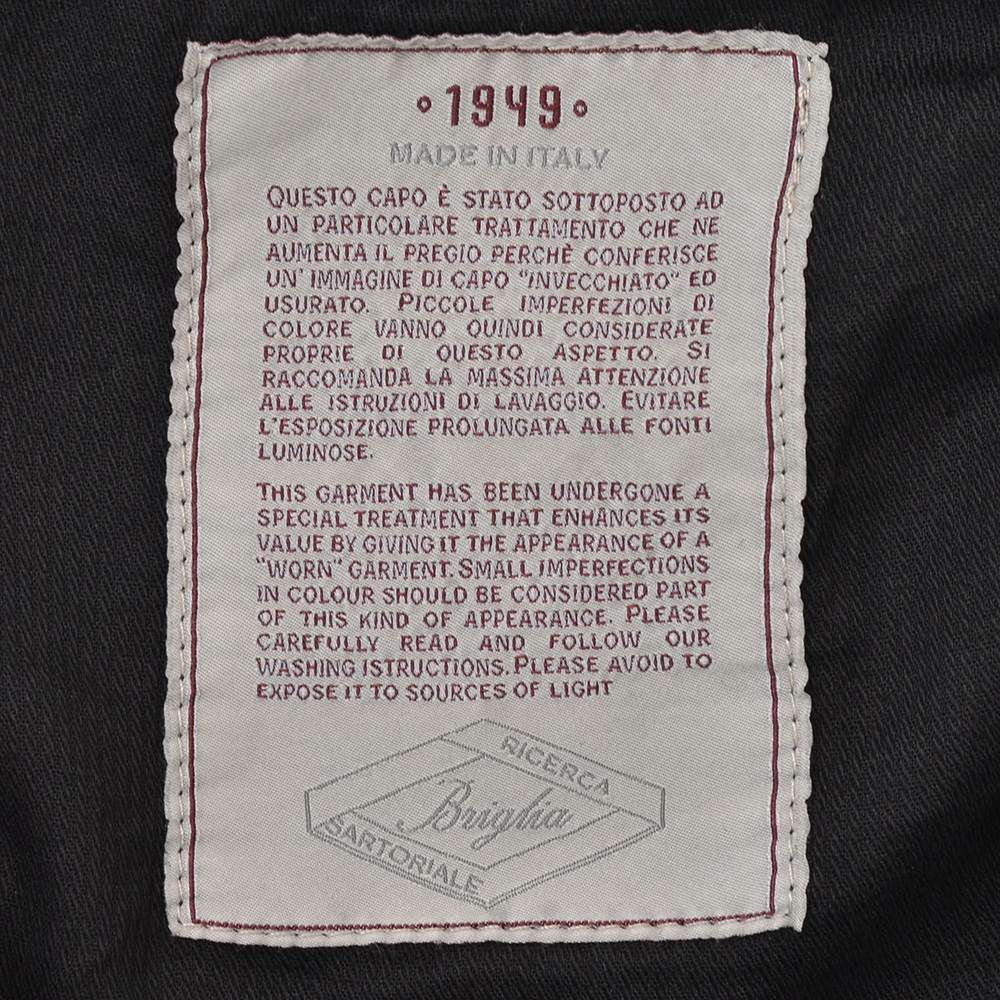 °1949°
MADE IN ITALY
QUESTO CAPO È STATO SOTTOPOSTO AD
UN PARTICOLARE TRATTAMENTO CHE NE
AUMENTA IL PREGIO PERCHÈ CONFERISCE
UN' IMMAGINE DI CAPO "INVECCHIATO" ED
USURATO. PICCOLE IMPERFEZIONI DI
COLORE VANNO QUINDI CONSIDERATE
PROPRIE DI QUESTO ASPETTO. SI
RACCOMANDA LA MASSIMA ATTENZIONE
ALLE ISTRUZIONI DI LAVAGGIO. EVITARE
L'ESPOSIZIONE PROLUNGATA ALLE FONTI
LUMINOSE.
THIS GARMENT HAS BEEN UNDERGONE A
SPECIAL TREATMENT THAT ENHANCES ITS
VALUE BY GIVING IT THE APPEARANCE OF A
"WORN" GARMENT. SMALL IMPERFECTIONS
IN COLOUR SHOULD BE CONSIDERED PART
OF THIS KIND OF APPEARANCE. PLEASE
CAREFULLY READ AND FOLLOW OUR
WASHING ISTRUCTIONS. PLEASE AVOID TO
EXPOSE IT TO SOURCES OF LIGHT
RICERCA
Briglia
SARTORIALE